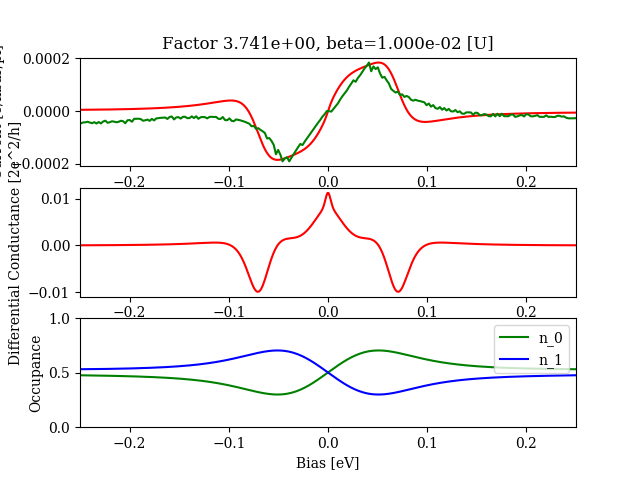 Factor 3.741e+00, beta=1.000e-02 [U]
0.0002
0.0000
0.0002
−0.2 −0.1 0.0 0.1 0.2
Differential Conductance [2e^2/h]
0.01
0.00
−0.01
−0.2 −0.1 0.0 0.1 0.2
Occupance
1.0
0.5
0.0
n_0
n_1
−0.2 −0.1 0.0 0.1 0.2
Bias [eV]